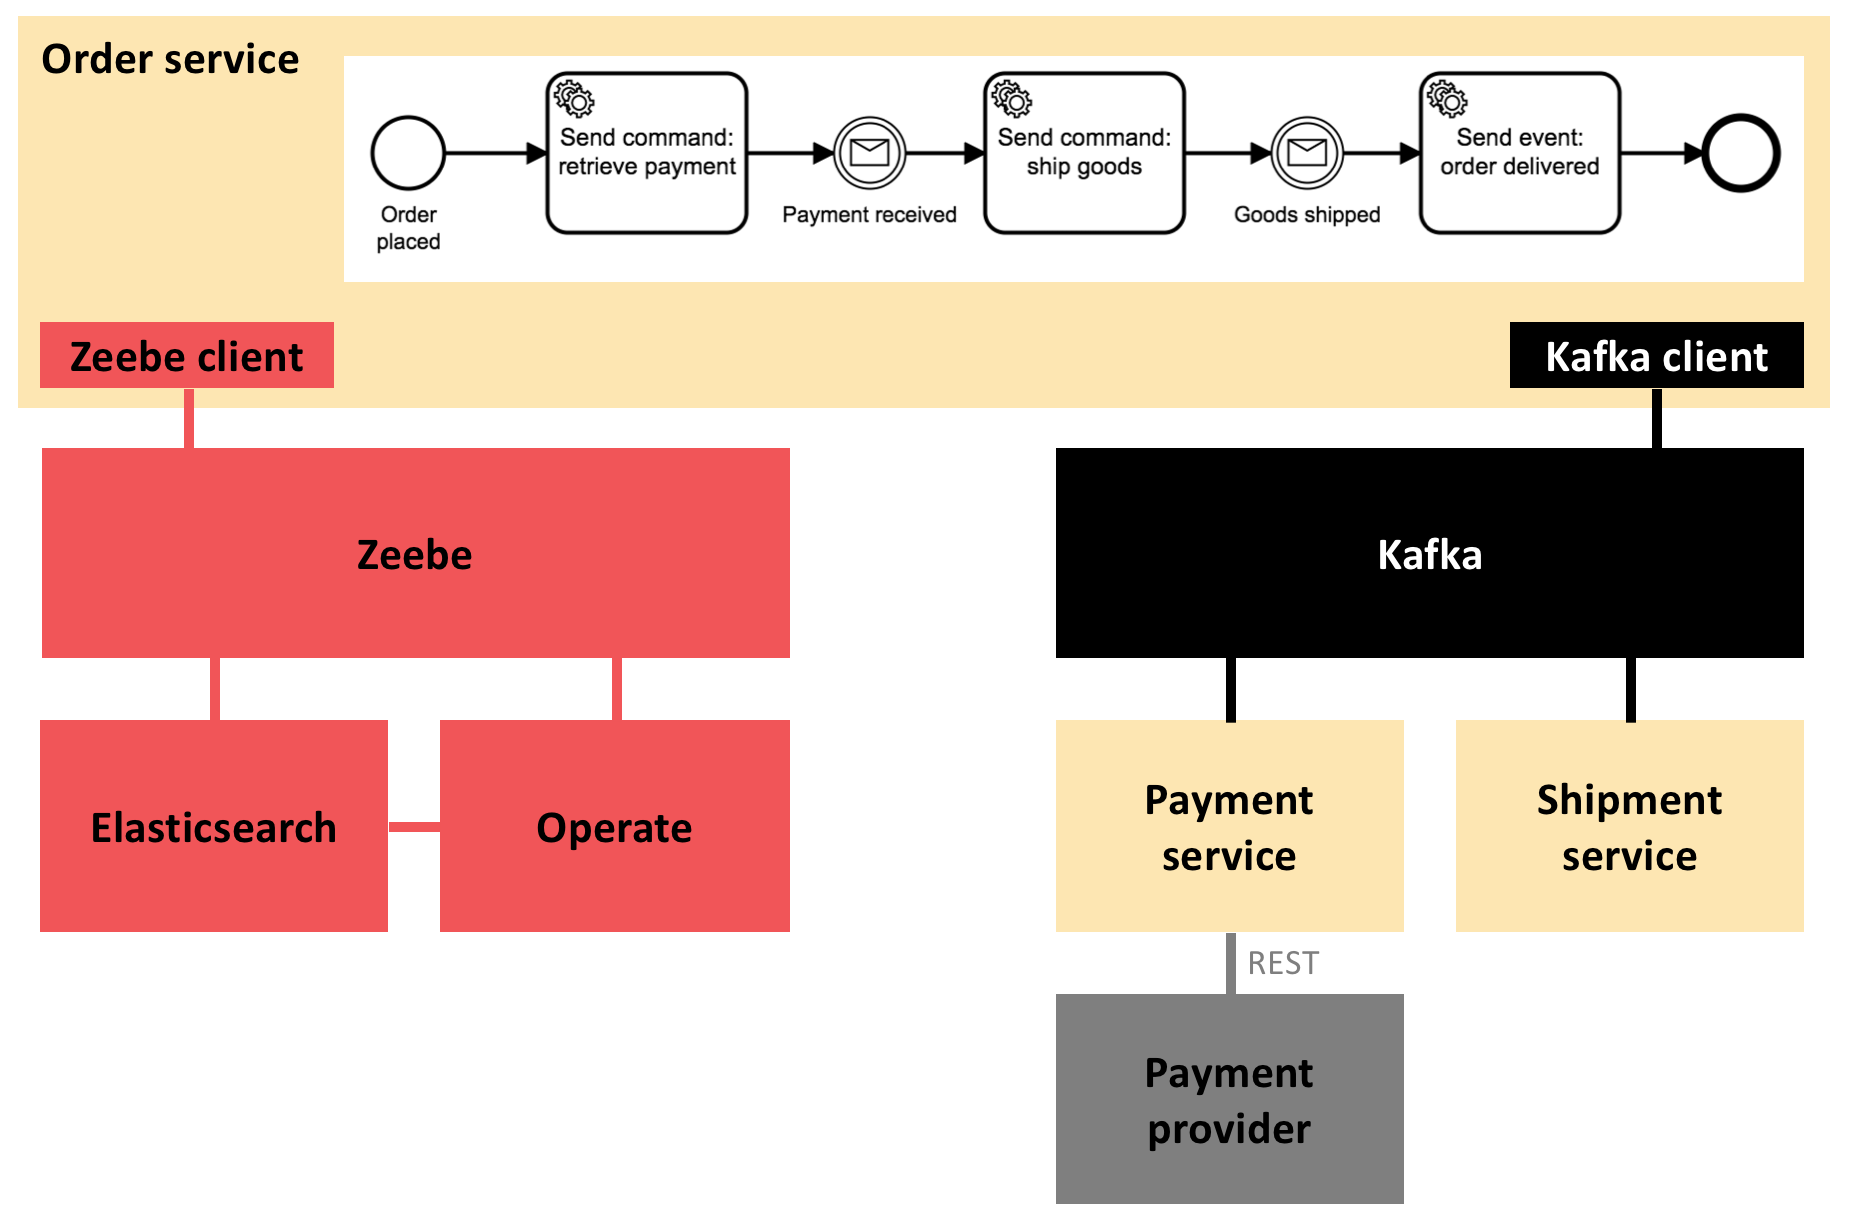 Order service
Order
placed
Send command:
retrieve payment
Payment received
Send command:
ship goods
Goods shipped
Send event:
order delivered
Zeebe client
Kafka client
Zeebe
Kafka
Elasticsearch
Operate
Payment
service
Shipment
service
REST
Payment
provider